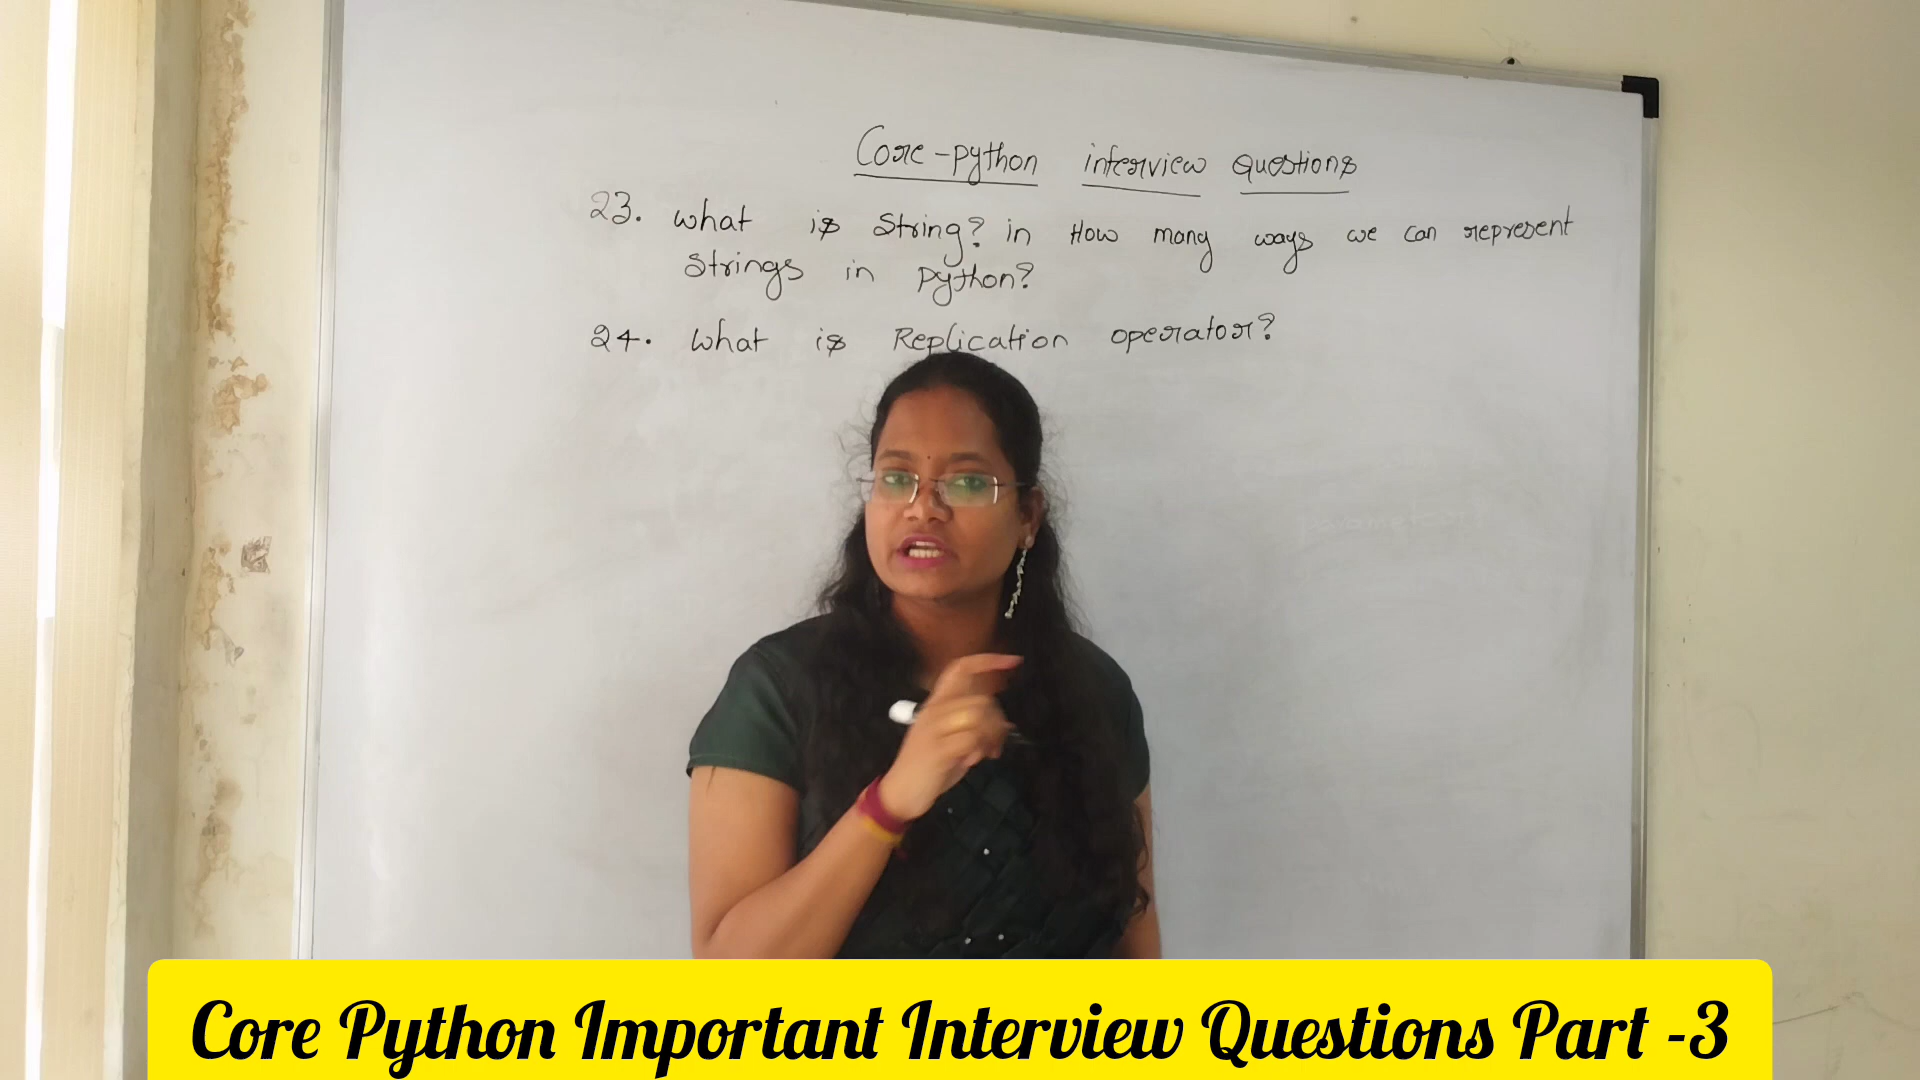 Core-python interview questions
23. what is String? in How many ways we can represent
strings in python?
24. What is Replication operator?
Core Python Important Interview Questions Part -3